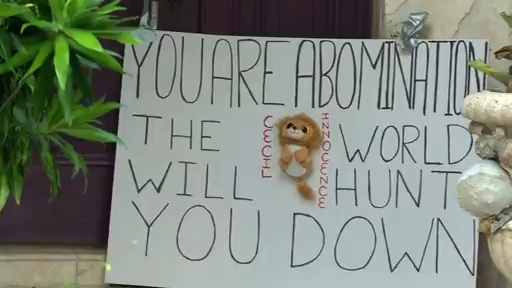 YOU ARE ABOMINATION
THE WORLD
WILL HUNT
YOU DOWN
CECIL
INNOCENCE